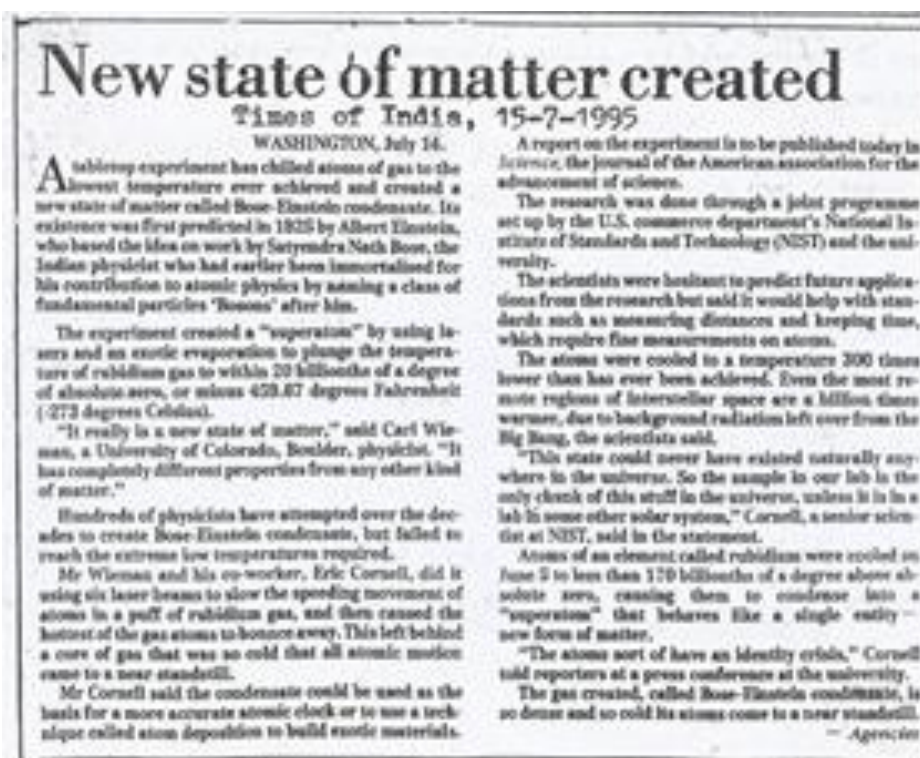 New state of matter created
Times of India, 15-7-1995
WASHINGTON, July 14.
A tabletop experiment has chilled atoms of gas to the
lowest temperature ever achieved and created a
new state of matter called Bose-Einstein condensate. Its
existence was first predicted in 1925 by Albert Einstein,
who based the idea on work by Satyendra Nath Bose, the
Indian physicist who had earlier been immortalised for
his contribution to atomic physics by naming a class of
fundamental particles "Bosons" after him.
The experiment created a "superatom" by using la-
sers and an exotic evaporation to plunge the tempera-
ture of rubidium gas to within 20 billionths of a degree
of absolute zero, or minus 459.67 degrees Fahrenheit
(-273 degrees Celsius).
"It really is a new state of matter," said Carl Wie-
man, a University of Colorado, Boulder, physicist. "It
has completely different properties from any other kind
of matter."
Hundreds of physicists have attempted over the dec-
ades to create Bose-Einstein condensate, but failed to
reach the extreme low temperatures required.
Mr Wieman and his co-worker, Eric Cornell, did it
using six laser beams to slow the speeding movement of
atoms in a puff of rubidium gas, and then caused the
hottest of the gas atoms to bounce away. This left behind
a core of gas that was so cold that all atomic motion
came to a near standstill.
Mr Cornell said the condensate could be used as the
basis for a more accurate atomic clock or to use a tech-
nique called atom deposition to build exotic materials.
A report on the experiment is to be published today in
Science, the journal of the American association for the
advancement of science.
The research was done through a joint programme
set up by the U.S. commerce department's National In-
stitute of Standards and Technology (NIST) and the uni-
versity.
The scientists were hesitant to predict future applica-
tions from the research but said it would help with stan-
dards such as measuring distances and keeping time,
which require fine measurements on atoms.
The atoms were cooled to a temperature 300 times
lower than has ever been achieved. Even the most re-
mote regions of interstellar space are a billion times
warmer, due to background radiation left over from the
Big Bang, the scientists said.
"This state could never have existed naturally any-
where in the universe. So the sample in our lab is the
only chunk of this stuff in the universe, unless it is in a
lab in some other solar system," Cornell, a senior scien-
tist at NIST, said in the statement.
Atoms of an element called rubidium were cooled on
June 5 to less than 170 billionths of a degree above ab-
solute zero, causing them to condense into a
"superatom" that behaves like a single entity —
new form of matter.
"The atoms sort of have an identity crisis," Cornell
told reporters at a press conference at the university.
The gas created, called Bose-Einstein condensate, is
so dense and so cold its atoms come to a near standstill.
— Agencies